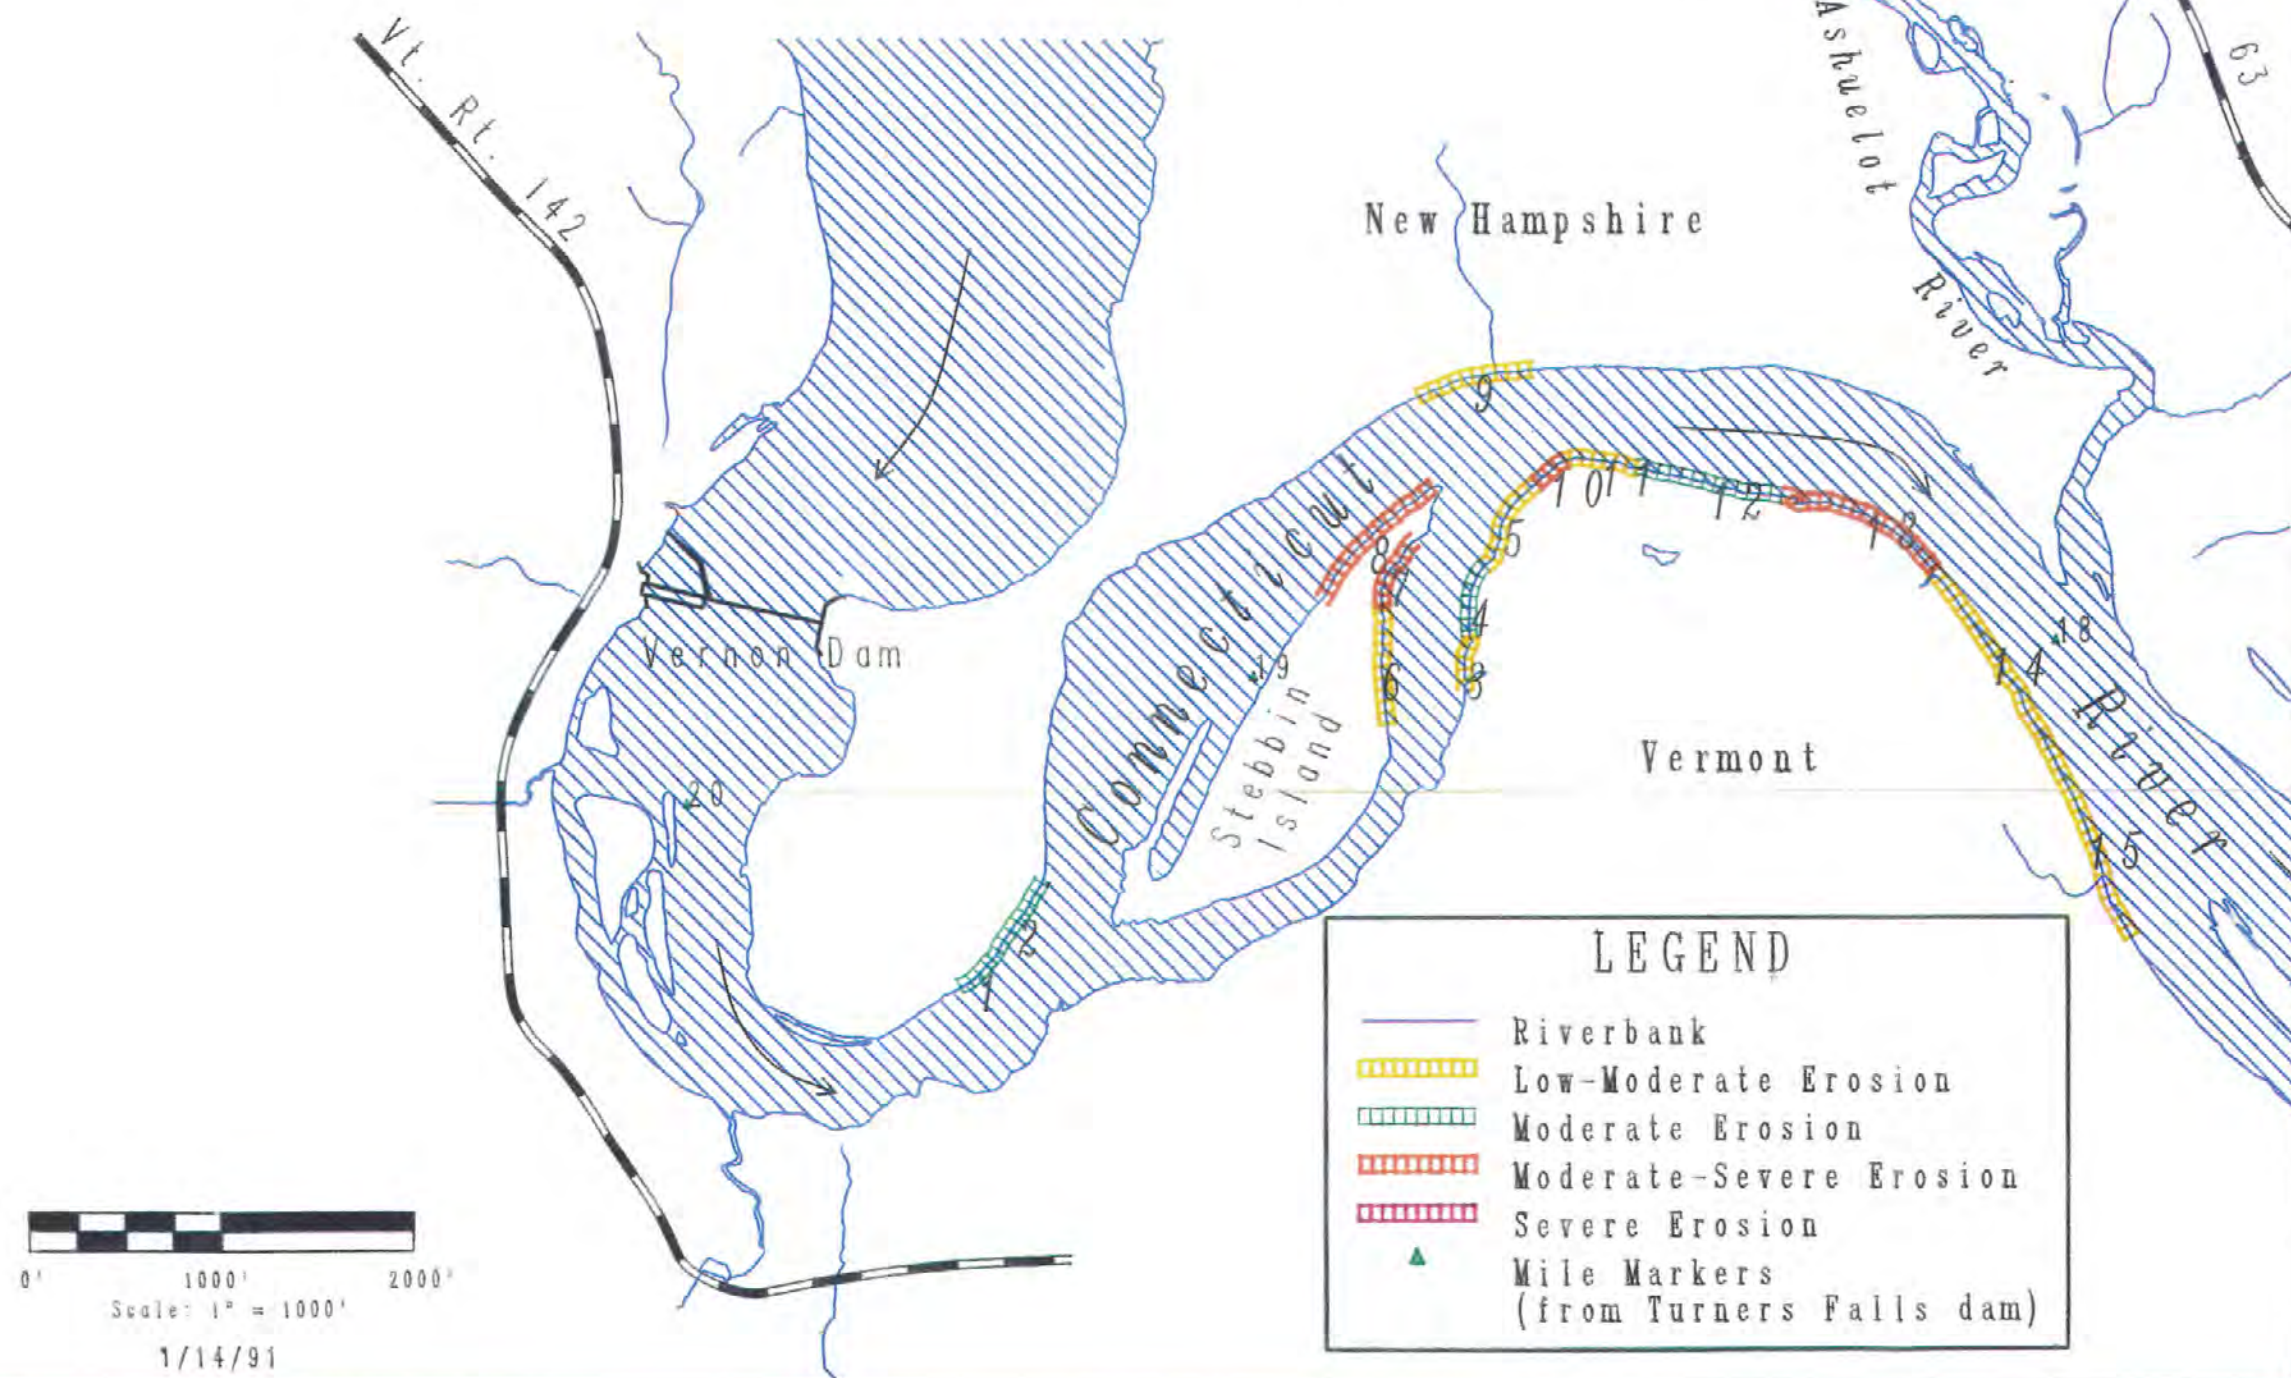 Vt. Rt. 142
Ashuelot
River
63
New Hampshire
9
Connecticut
8
7
5
10
11
12
13
4
3
6
19
Stebbin
Island
18
14
River
15
Vermont
Vernon Dam
20
2
1
LEGEND
Riverbank
Low-Moderate Erosion
Moderate Erosion
Moderate-Severe Erosion
Severe Erosion
Mile Markers
(from Turners Falls dam)
0' 1000' 2000'
Scale: 1" = 1000'
1/14/91